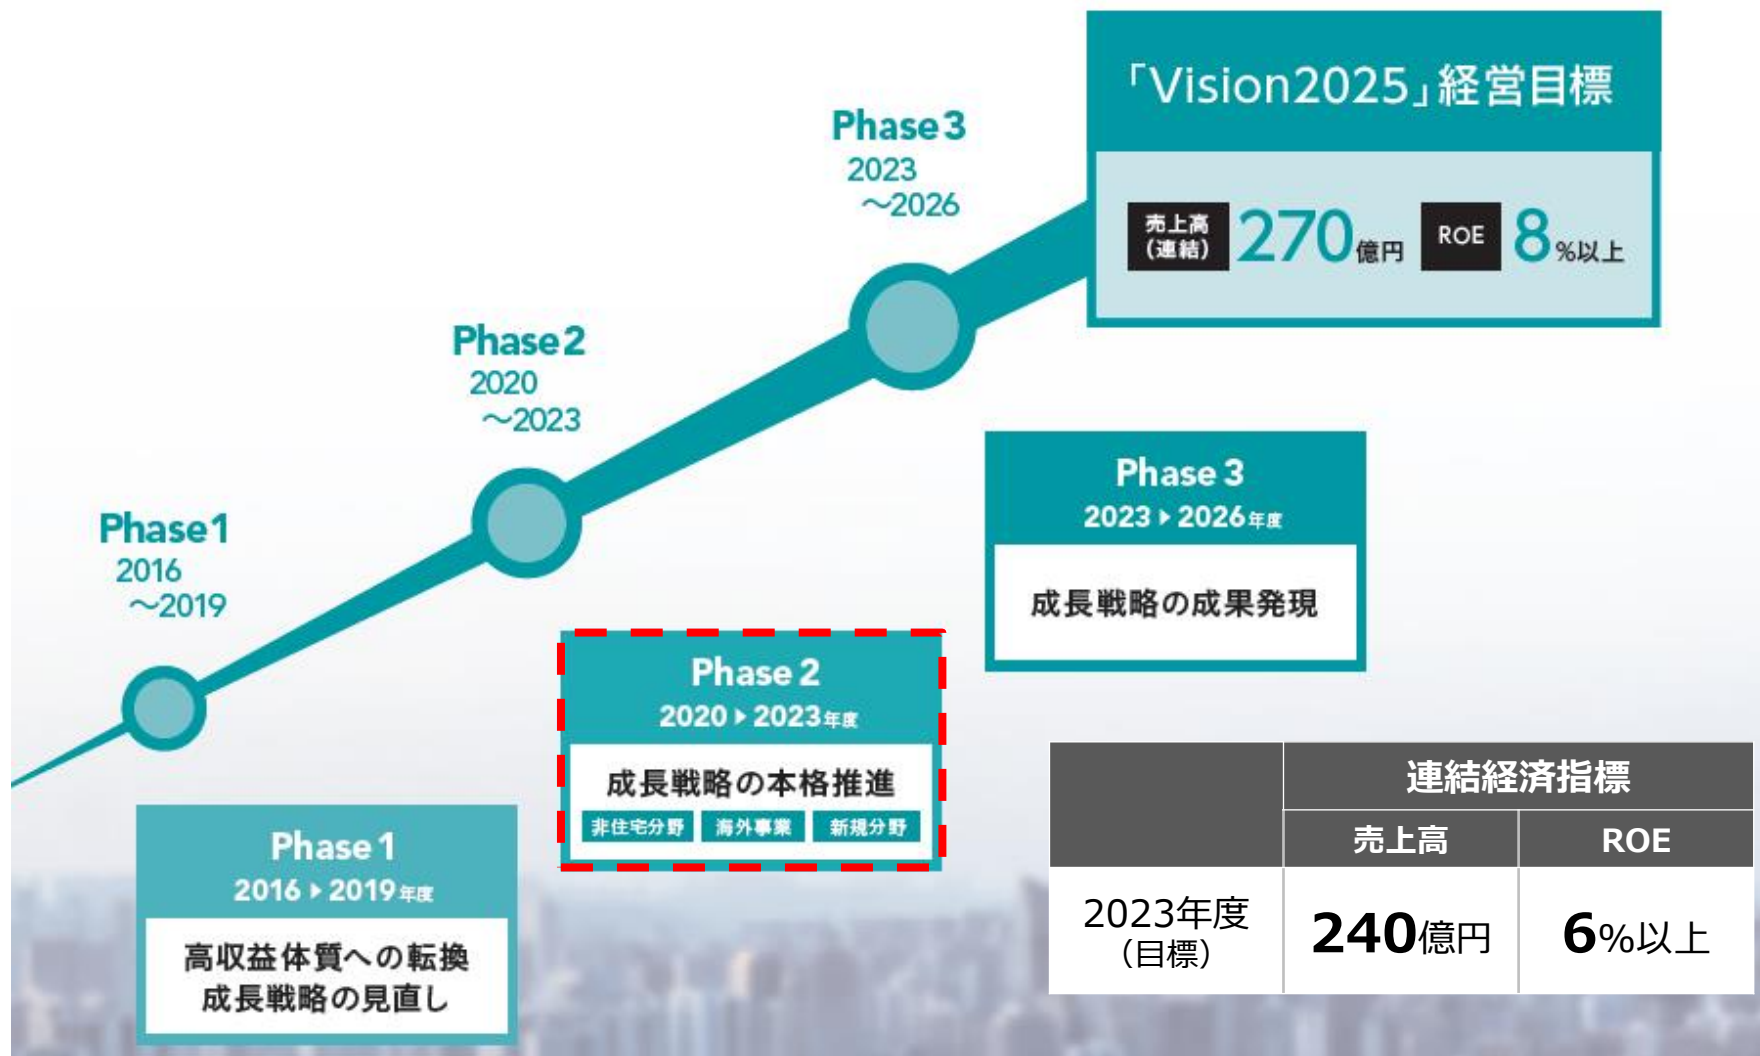 「Vision2025」経営目標
売上高
（連結）
270億円
ROE
8%以上
Phase3
2023
～2026
Phase2
2020
～2023
Phase1
2016
～2019
Phase 3
2023▶2026年度
成長戦略の成果発現
Phase 2
2020▶2023年度
成長戦略の本格推進
非住宅分野 海外事業 新規分野
Phase 1
2016▶2019年度
高収益体質への転換
成長戦略の見直し
連結経済指標
売上高 ROE
2023年度
（目標）
240億円 6%以上